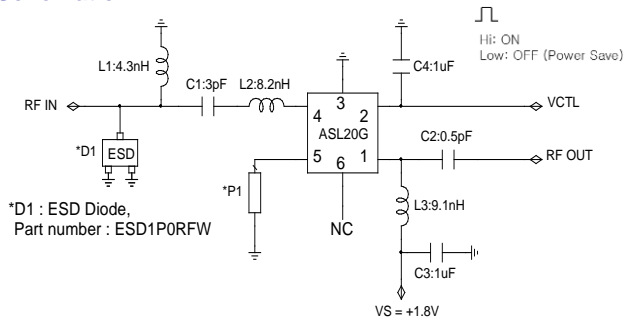 Hi: ON
Low: OFF (Power Save)
L1:4.3nH
C1:3pF
L2:8.2nH
C4:1uF
RF IN
3
4
2
VCTL
ASL20G
*D1
ESD
5
6
1
C2:0.5pF
RF OUT
*P1
*D1 : ESD Diode,
Part number : ESD1P0RFW
NC
L3:9.1nH
C3:1uF
VS = +1.8V